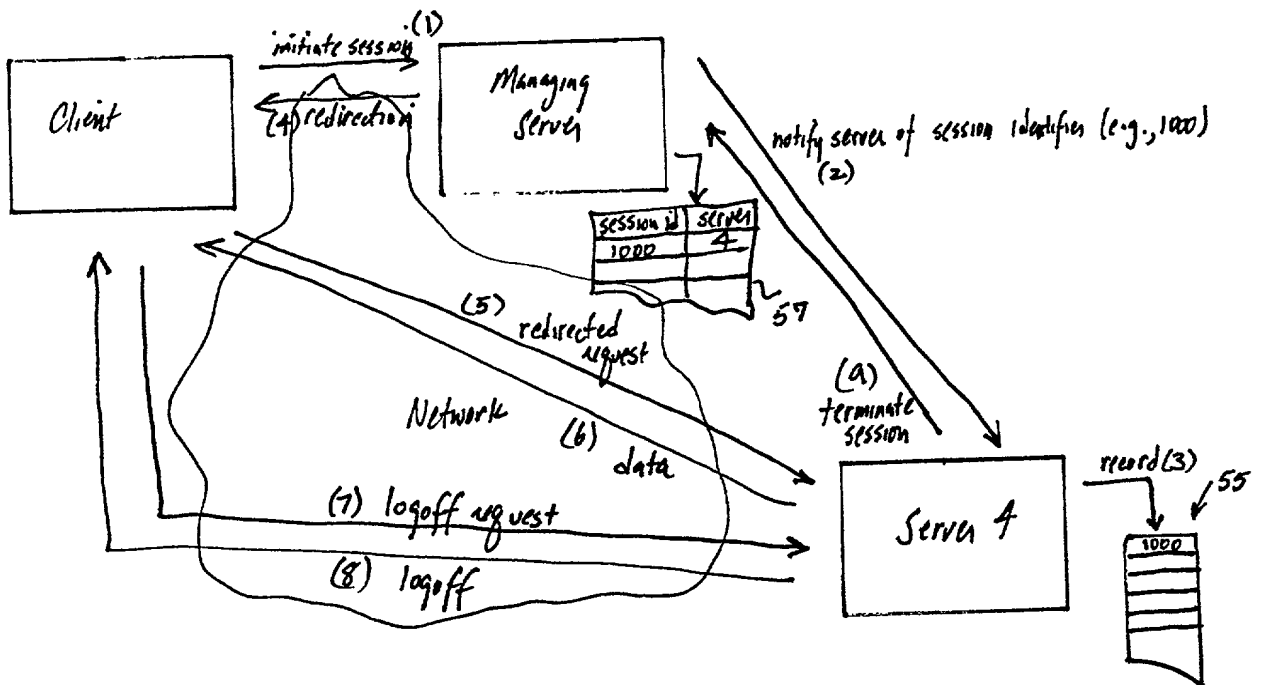 initiate session (1)
Client
Managing
Server
(4) redirection
notify server of session identifier (e.g., 1000)
(2)
session id server
1000 4
57
(5)
redirected
request
(9)
terminate
session
Network
(6)
data
record (3)
55
Server 4
1000
(7) logoff request
(8) logoff